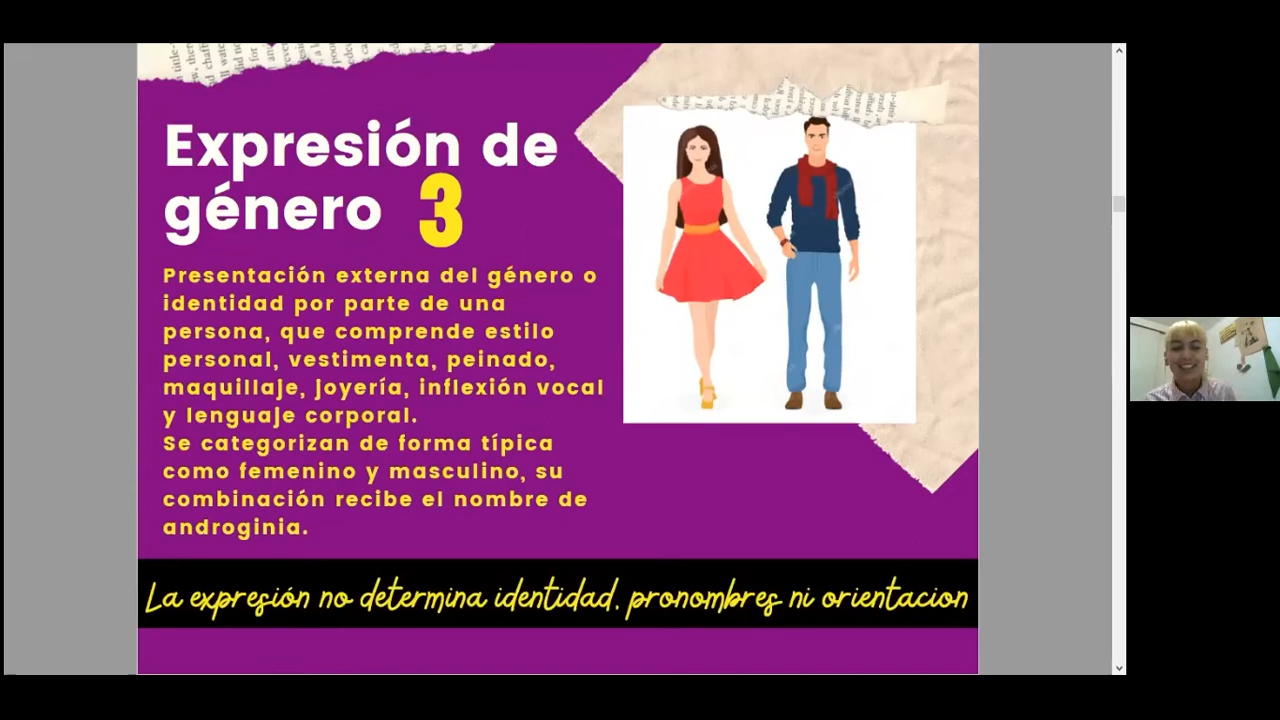 Expresión de
género 3
Presentación externa del género o
identidad por parte de una
persona, que comprende estilo
personal, vestimenta, peinado,
maquillaje, joyería, inflexión vocal
y lenguaje corporal.
Se categorizan de forma típica
como femenino y masculino, su
combinación recibe el nombre de
androginia.
La expresión no determina identidad, pronombres ni orientacion